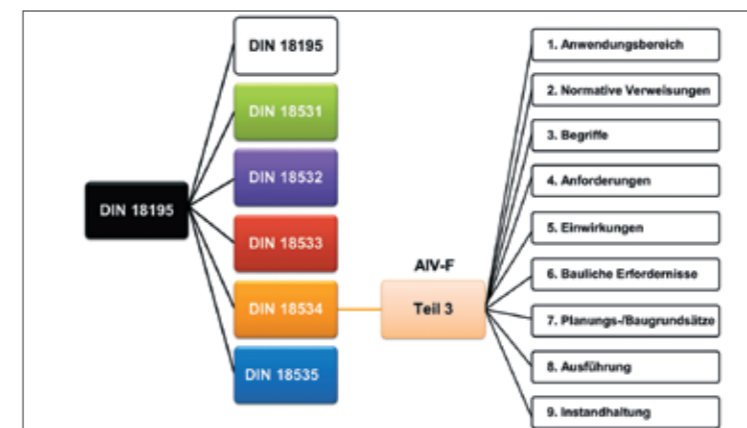 DIN 18195
DIN 18195
DIN 18531
DIN 18532
DIN 18533
DIN 18534
DIN 18535
AIV-F
Teil 3
1. Anwendungsbereich
2. Normative Verweisungen
3. Begriffe
4. Anforderungen
5. Einwirkungen
6. Bauliche Erfordernisse
7. Planungs-/Baugrundsätze
8. Ausführung
9. Instandhaltung